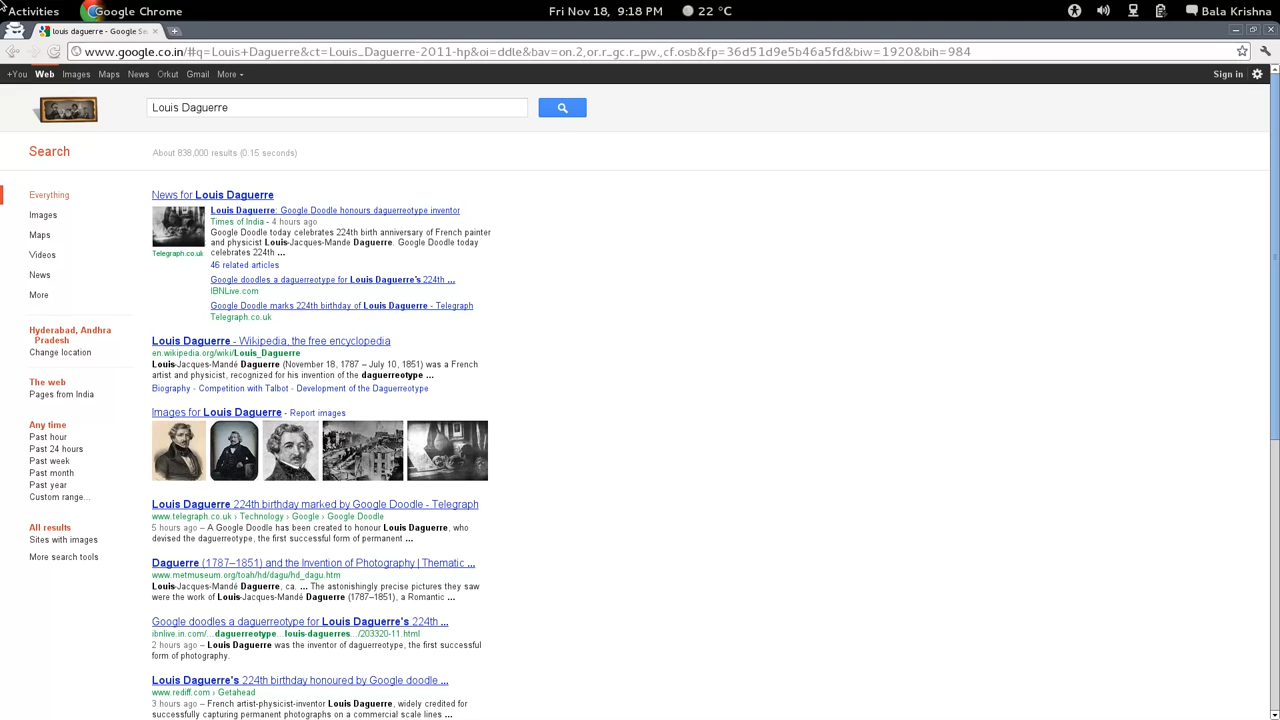 Activities Google Chrome Fri Nov 18, 9:18 PM 22 °C Bala Krishna
louis daguerre - Google Se
www.google.co.in/#q=Louis+Daguerre&ct=Louis_Daguerre-2011-hp&oi=ddle&bav=on.2,or.r_gc.r_pw.,cf.osb&fp=36d51d9e5b46a5fd&biw=1920&bih=984
+You Web Images Maps News Orkut Gmail More Sign in
Louis Daguerre
Search About 838,000 results (0.15 seconds)
Everything
Images
Maps
Videos
News
More
Hyderabad, Andhra
Pradesh
Change location
The web
Pages from India
Any time
Past hour
Past 24 hours
Past week
Past month
Past year
Custom range...
All results
Sites with images
More search tools
News for Louis Daguerre
Louis Daguerre: Google Doodle honours daguerreotype inventor
Times of India - 4 hours ago
Google Doodle today celebrates 224th birth anniversary of French painter
and physicist Louis-Jacques-Mande Daguerre. Google Doodle today
celebrates 224th ...
Telegraph.co.uk
46 related articles
Google doodles a daguerreotype for Louis Daguerre's 224th ...
IBNLive.com
Google Doodle marks 224th birthday of Louis Daguerre - Telegraph
Telegraph.co.uk
Louis Daguerre - Wikipedia, the free encyclopedia
en.wikipedia.org/wiki/Louis_Daguerre
Louis-Jacques-Mandé Daguerre (November 18, 1787 – July 10, 1851) was a French
artist and physicist, recognized for his invention of the daguerreotype ...
Biography - Competition with Talbot - Development of the Daguerreotype
Images for Louis Daguerre - Report images
Louis Daguerre 224th birthday marked by Google Doodle - Telegraph
www.telegraph.co.uk › Technology › Google › Google Doodle
5 hours ago – A Google Doodle has been created to honour Louis Daguerre, who
devised the daguerreotype, the first successful form of permanent ...
Daguerre (1787–1851) and the Invention of Photography | Thematic ...
www.metmuseum.org/toah/hd/dagu/hd_dagu.htm
Louis-Jacques-Mandé Daguerre, ca. ... The astonishingly precise pictures they saw
were the work of Louis-Jacques-Mandé Daguerre (1787–1851), a Romantic ...
Google doodles a daguerreotype for Louis Daguerre's 224th ...
ibnlive.in.com/...daguerreotype...louis-daguerres.../203320-11.html
2 hours ago – Louis Daguerre was the inventor of daguerreotype, the first successful
form of photography.
Louis Daguerre's 224th birthday honoured by Google doodle ...
www.rediff.com › Getahead
3 hours ago – French artist-physicist-inventor Louis Daguerre, widely credited for
successfully capturing permanent photographs on a commercial scale lines ...